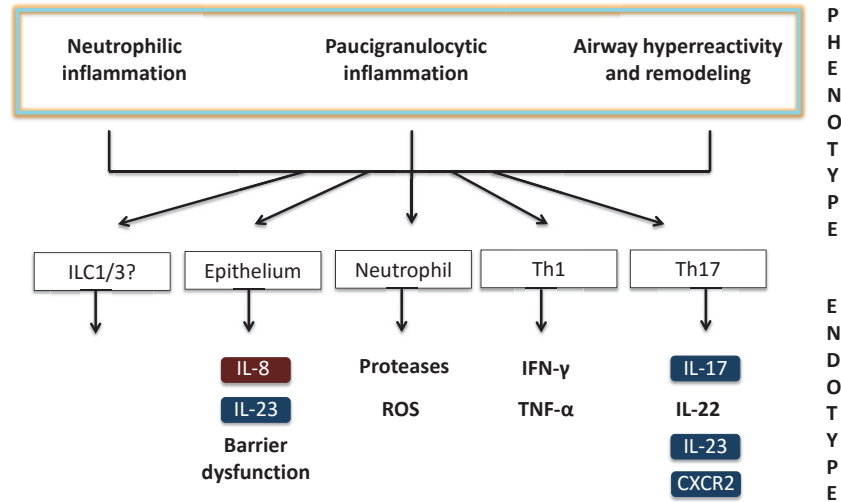 Neutrophilic
inflammation
Paucigranulocytic
inflammation
Airway hyperreactivity
and remodeling
P
H
E
N
O
T
Y
P
E
ILC1/3?
Epithelium
Neutrophil
Th1
Th17
IL-8
IL-23
Barrier
dysfunction
Proteases
ROS
IFN-γ
TNF-α
IL-17
IL-22
IL-23
CXCR2
E
N
D
O
T
Y
P
E